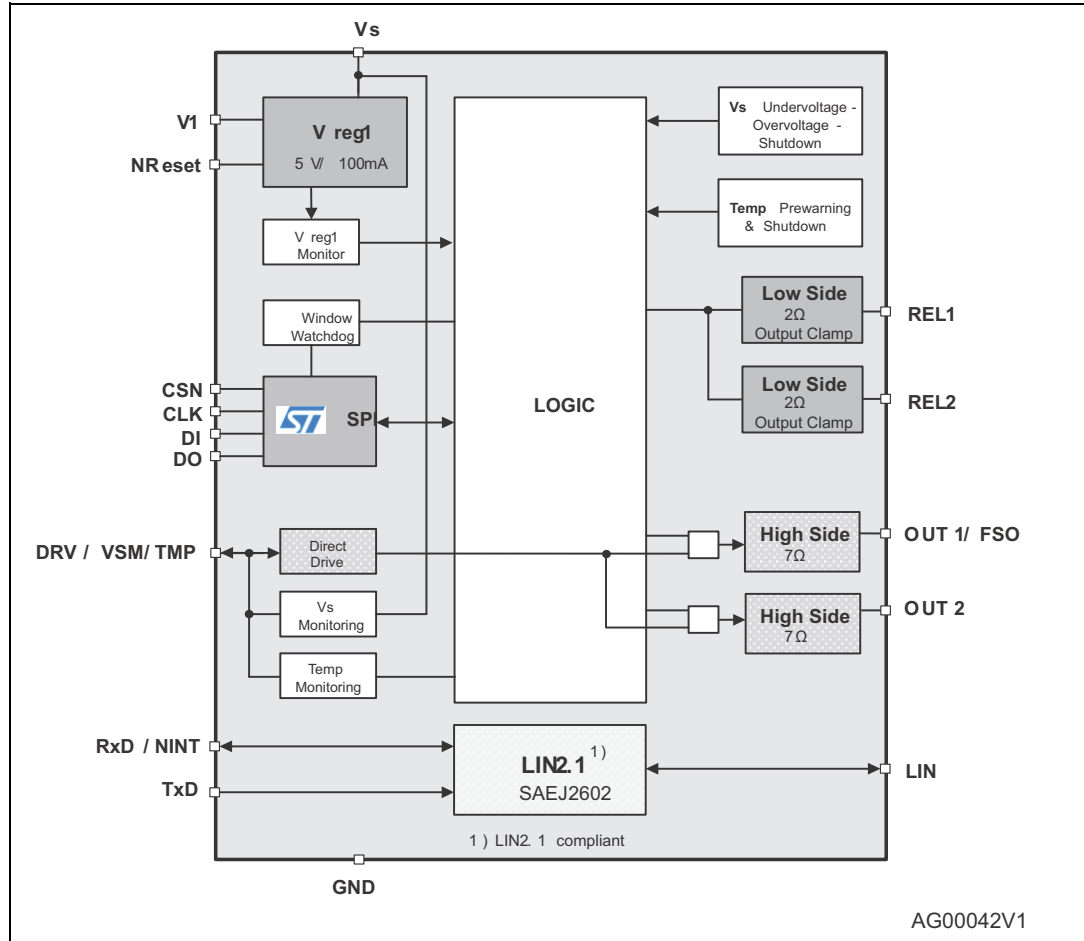 Vs
V1
NReset
V reg1
5 V/ 100mA
V reg1
Monitor
Window
Watchdog
CSN
CLK
DI
DO
ST
SPI
DRV / VSM/ TMP
Direct
Drive
Vs
Monitoring
Temp
Monitoring
RxD / NINT
TxD
LOGIC
Vs Undervoltage -
Overvoltage -
Shutdown
Temp Prewarning
& Shutdown
Low Side
2Ω
Output Clamp
REL1
Low Side
2Ω
Output Clamp
REL2
High Side
7Ω
OUT 1/ FSO
High Side
7Ω
OUT 2
LIN2.1 1)
SAEJ2602
LIN
1) LIN2.1 compliant
GND
AG00042V1